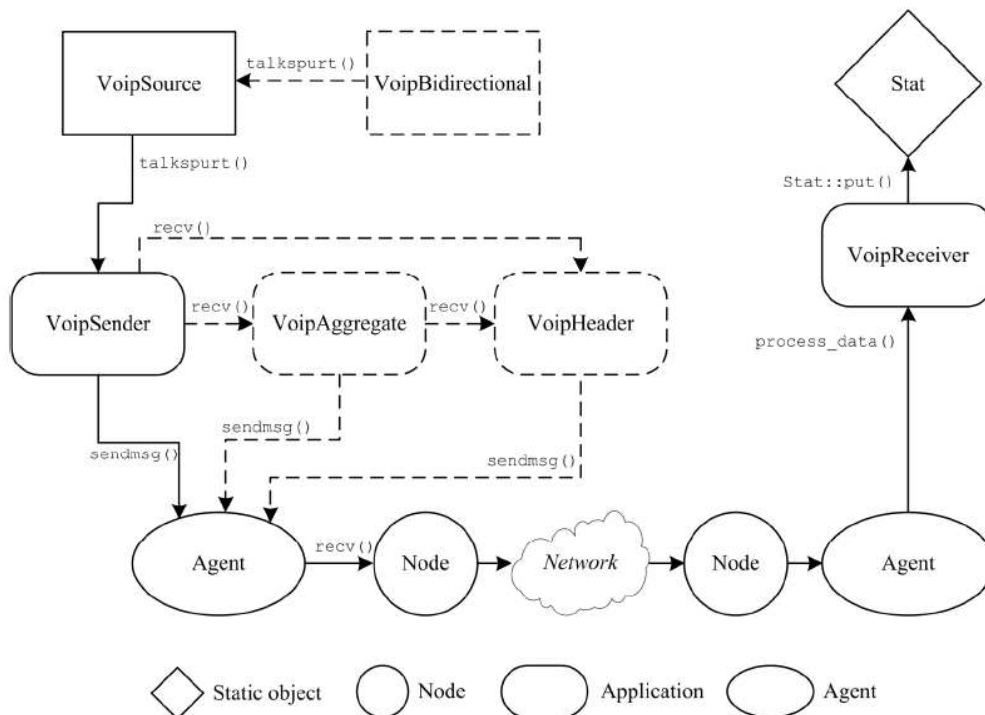 VoipSource
talkspurt()
VoipBidirectional
Stat
talkspurt()
Stat::put()
recv()
VoipReceiver
VoipSender
recv()
VoipAggregate
recv()
VoipHeader
process_data()
sendmsg()
sendmsg()
sendmsg()
Agent
recv()
Node
Network
Node
Agent
Static object
Node
Application
Agent